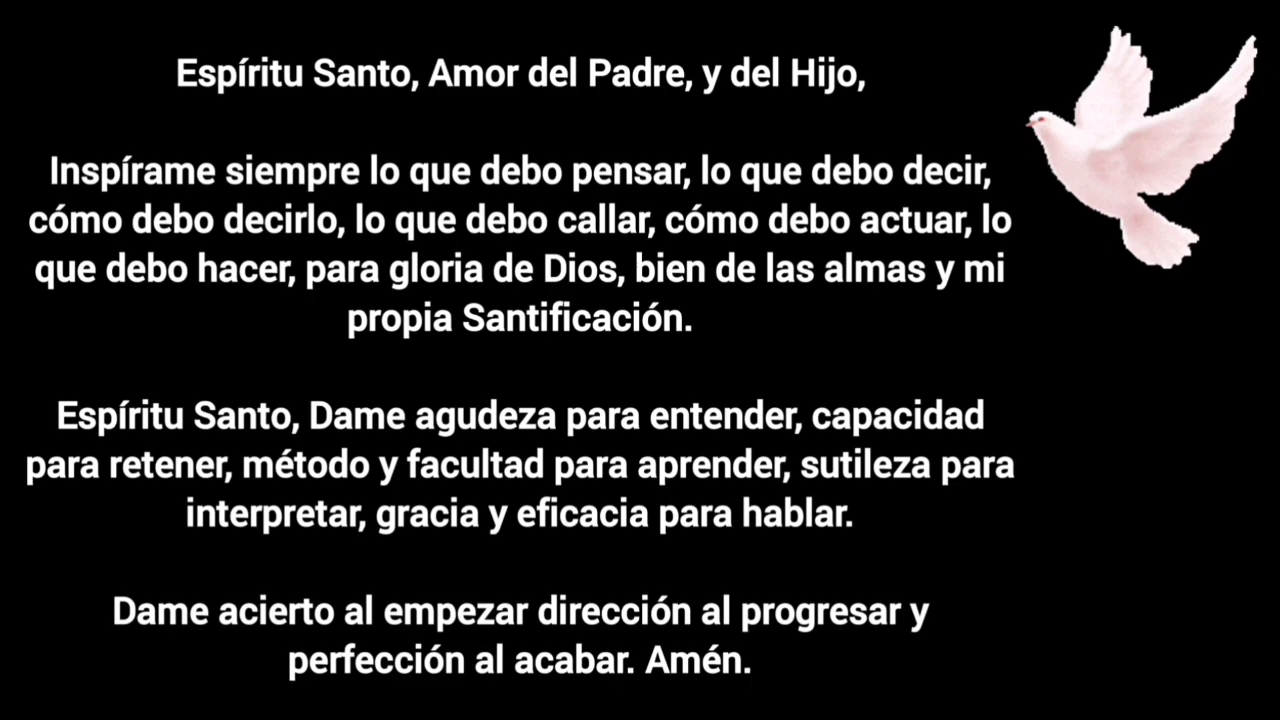 Espíritu Santo, Amor del Padre, y del Hijo,
Inspírame siempre lo que debo pensar, lo que debo decir,
cómo debo decirlo, lo que debo callar, cómo debo actuar, lo
que debo hacer, para gloria de Dios, bien de las almas y mi
propia Santificación.
Espíritu Santo, Dame agudeza para entender, capacidad
para retener, método y facultad para aprender, sutileza para
interpretar, gracia y eficacia para hablar.
Dame acierto al empezar dirección al progresar y
perfección al acabar. Amén.